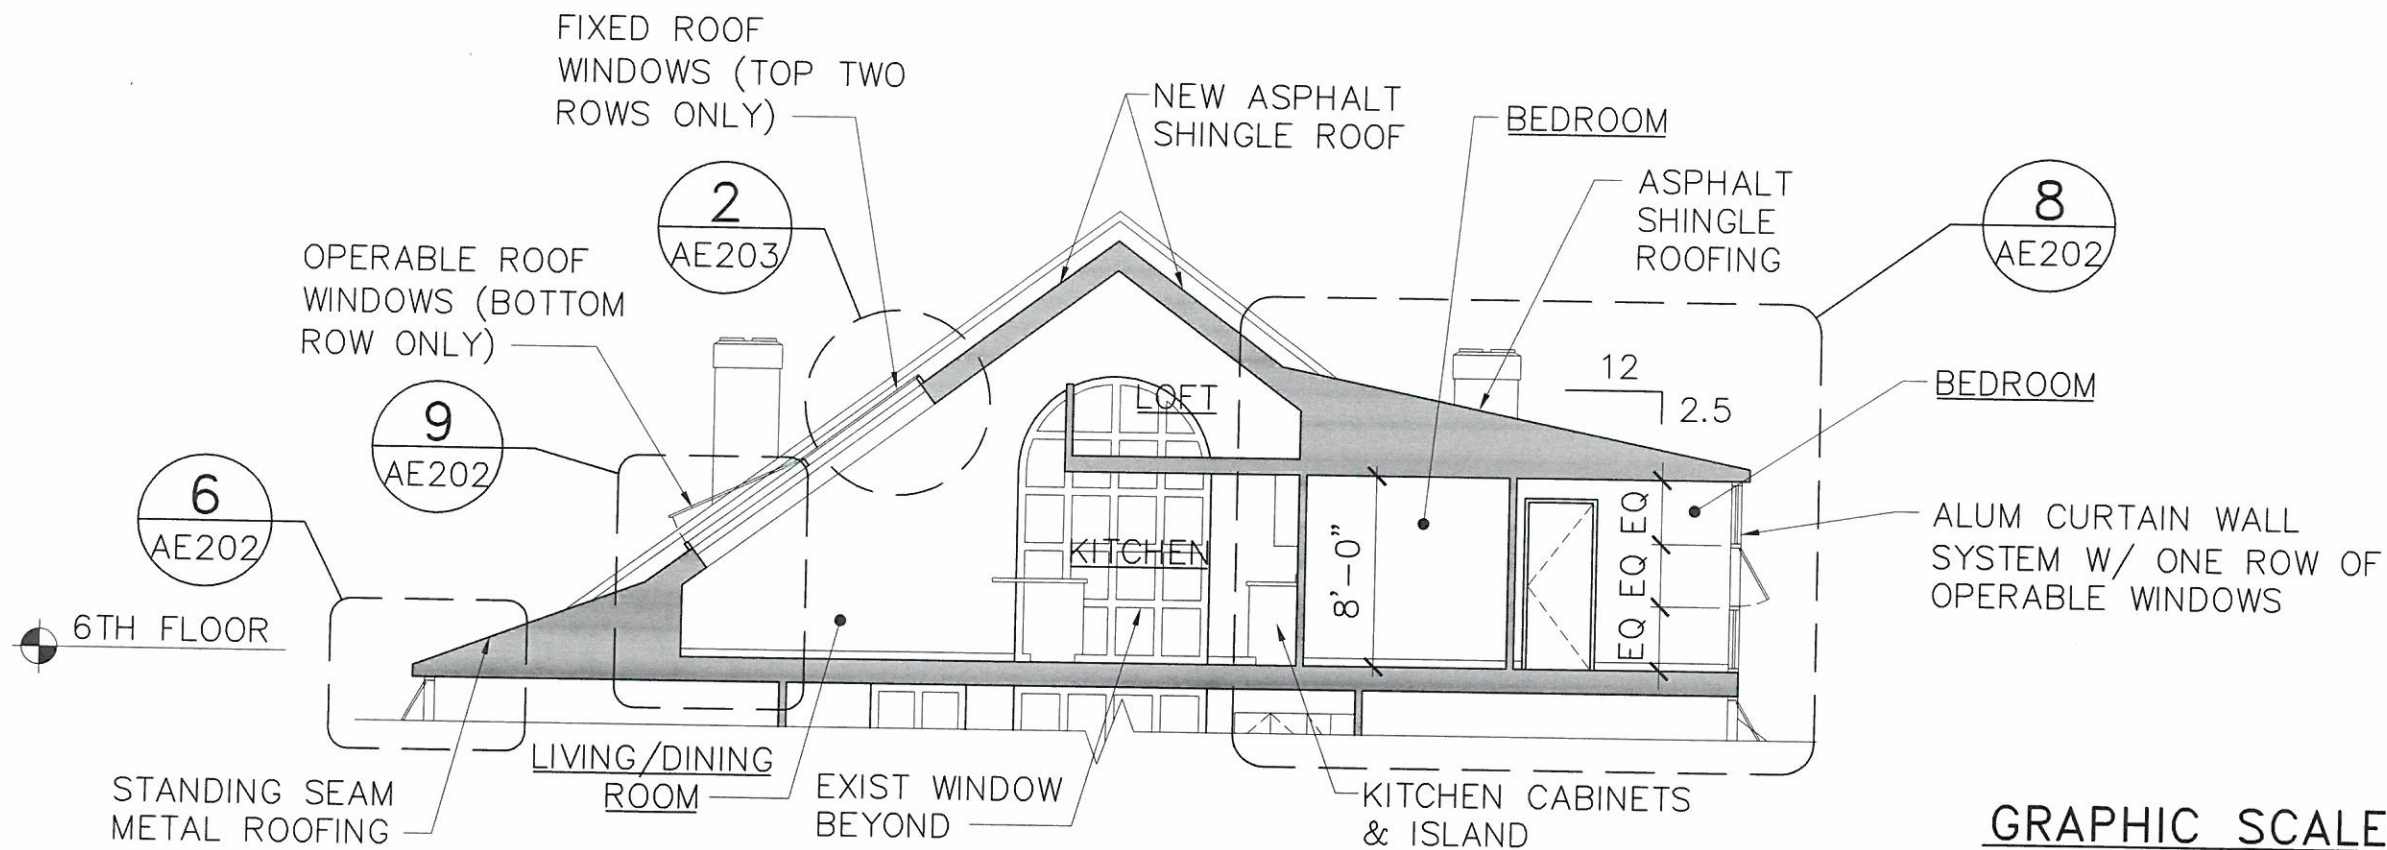 FIXED ROOF
WINDOWS (TOP TWO
ROWS ONLY)
NEW ASPHALT
SHINGLE ROOF
BEDROOM
2
AE203
ASPHALT
SHINGLE
ROOFING
8
AE202
OPERABLE ROOF
WINDOWS (BOTTOM
ROW ONLY)
9
AE202
LOFT
12
2.5
BEDROOM
6
AE202
KITCHEN
8'-0"
EQ EQ EQ
ALUM CURTAIN WALL
SYSTEM W/ ONE ROW OF
OPERABLE WINDOWS
6TH FLOOR
STANDING SEAM
METAL ROOFING
LIVING/DINING
ROOM
EXIST WINDOW
BEYOND
KITCHEN CABINETS
& ISLAND
GRAPHIC SCALE